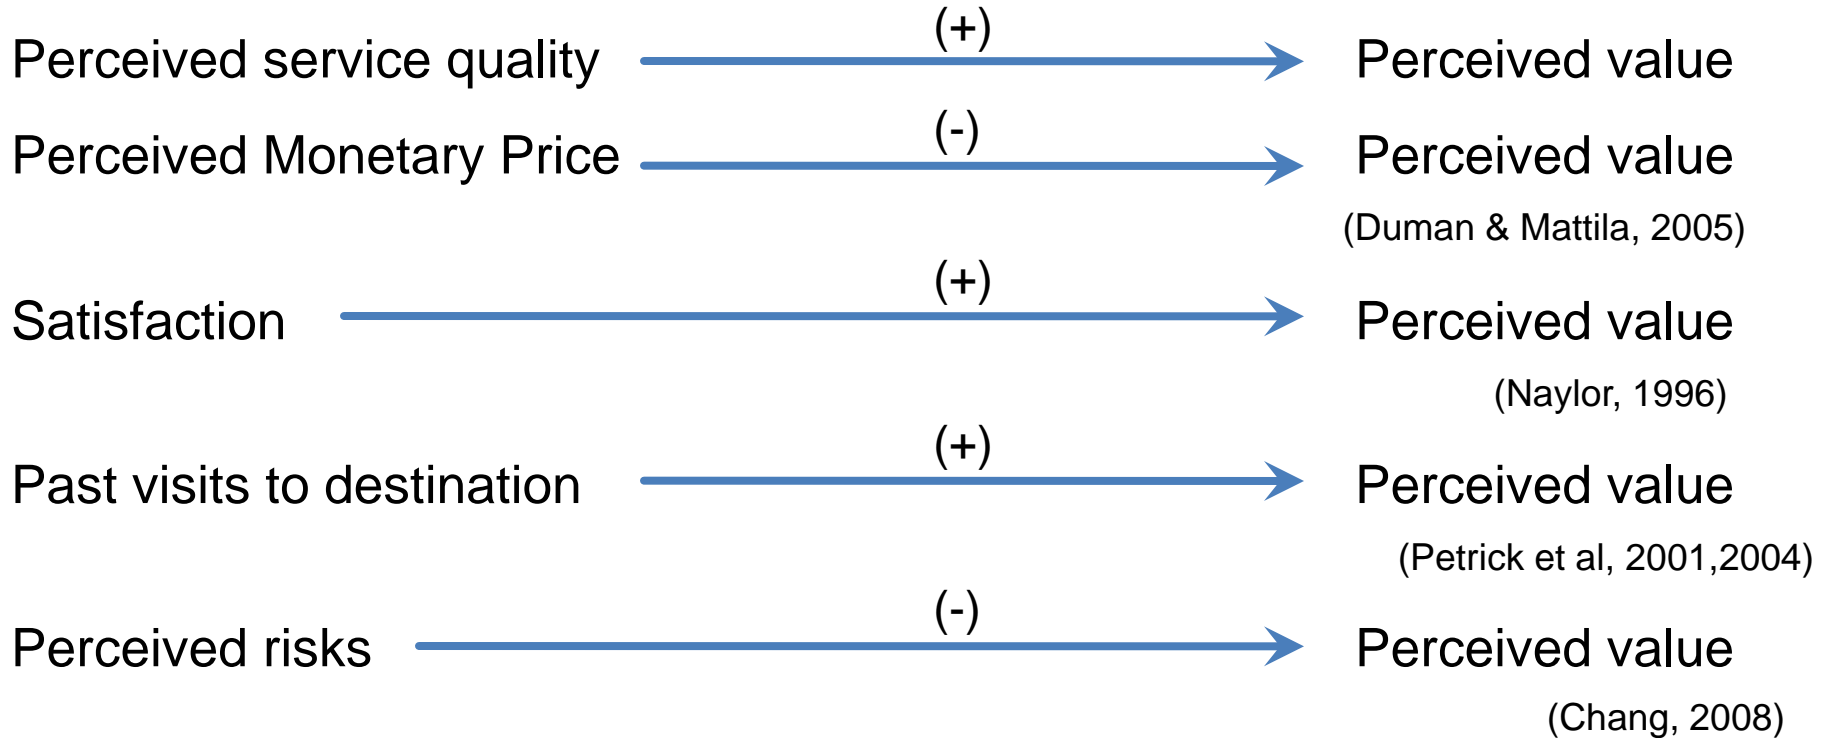 (+)
Perceived service quality Perceived value
(-)
Perceived Monetary Price Perceived value
(Duman & Mattila, 2005)
(+)
Satisfaction Perceived value
(Naylor, 1996)
(+)
Past visits to destination Perceived value
(Petrick et al, 2001,2004)
(-)
Perceived risks Perceived value
(Chang, 2008)